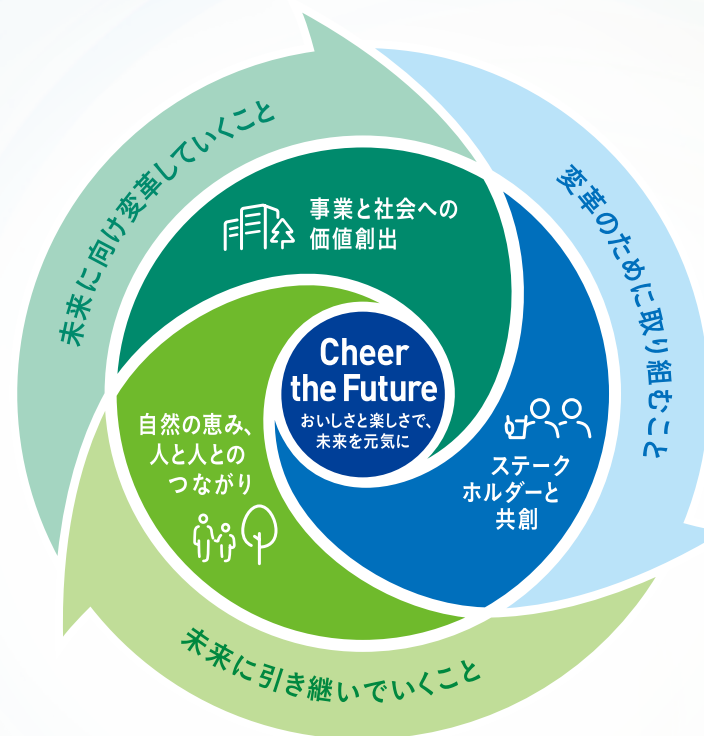 未来に向け変革していくこと
変革のために取り組むこと
事業と社会への
価値創出
Cheer
the Future
おいしさと楽しさで、
未来を元気に
自然の恵み、
人と人との
つながり
ステーク
ホルダーと
共創
未来に引き継いでいくこと